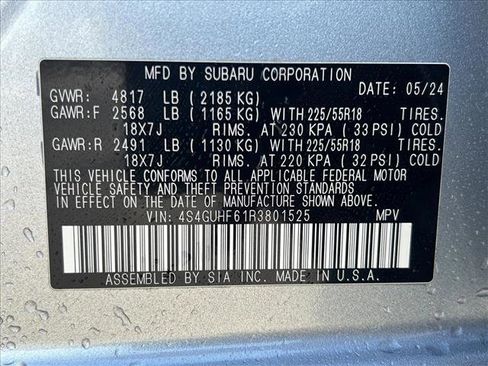 MFD BY SUBARU CORPORATION
DATE: 05/24
GVWR: 4817 LB ( 2185 KG)
GAWR:F 2568 LB ( 1165 KG) WITH 225/55R18 TIRES.
18X7J RIMS. AT 230 KPA ( 33 PSI) COLD
GAWR:R 2491 LB ( 1130 KG) WITH 225/55R18 TIRES.
18X7J RIMS. AT 220 KPA ( 32 PSI) COLD
THIS VEHICLE CONFORMS TO ALL APPLICABLE FEDERAL MOTOR
VEHICLE SAFETY AND THEFT PREVENTION STANDARDS IN EFFECT
ON THE DATE OF MANUFACTURE SHOWN ABOVE.
VIN: 4S4GUHF61R3801525 MPV
ASSEMBLED BY SIA INC. MADE IN U.S.A.